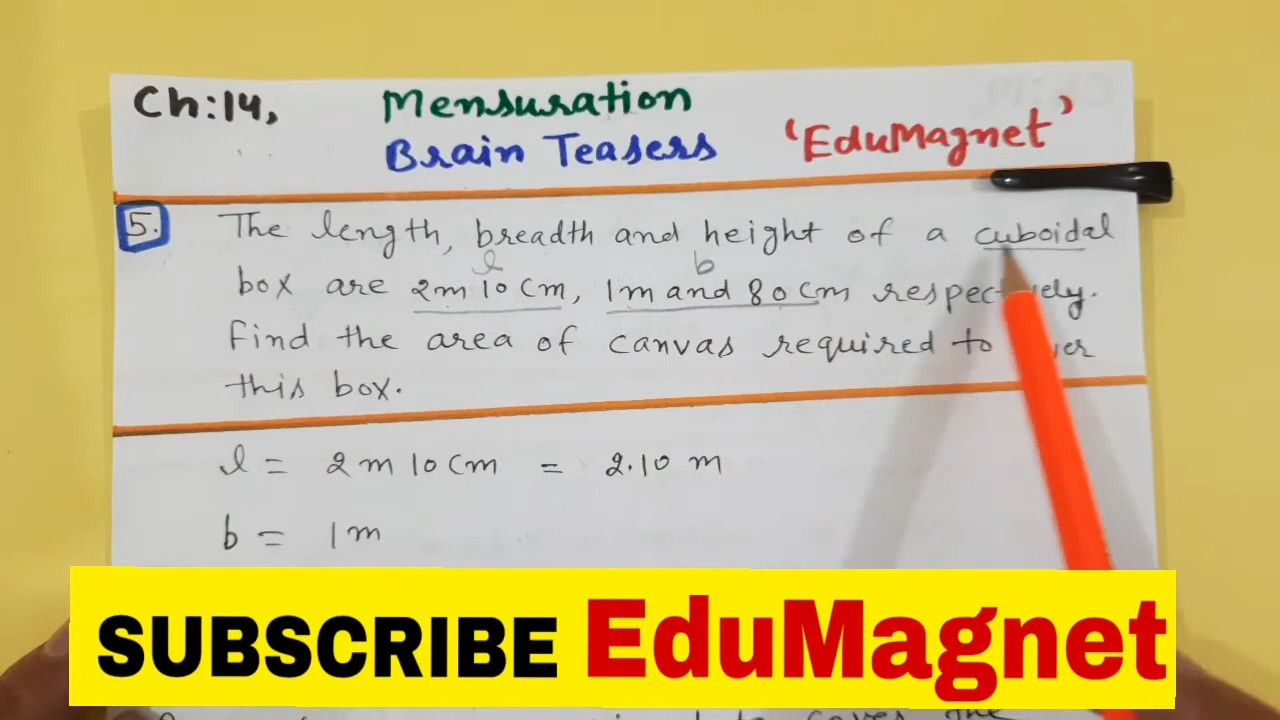 Ch:14, Mensuration
Brain Teasers 'EduMagnet'
5. The length, breadth and height of a cuboidal
l b
box are 2m 10 Cm, 1m and 80 Cm respectively.
Find the area of canvas required to
this box.
l = 2m 10 Cm = 2.10 m
b = 1m
SUBSCRIBE EduMagnet